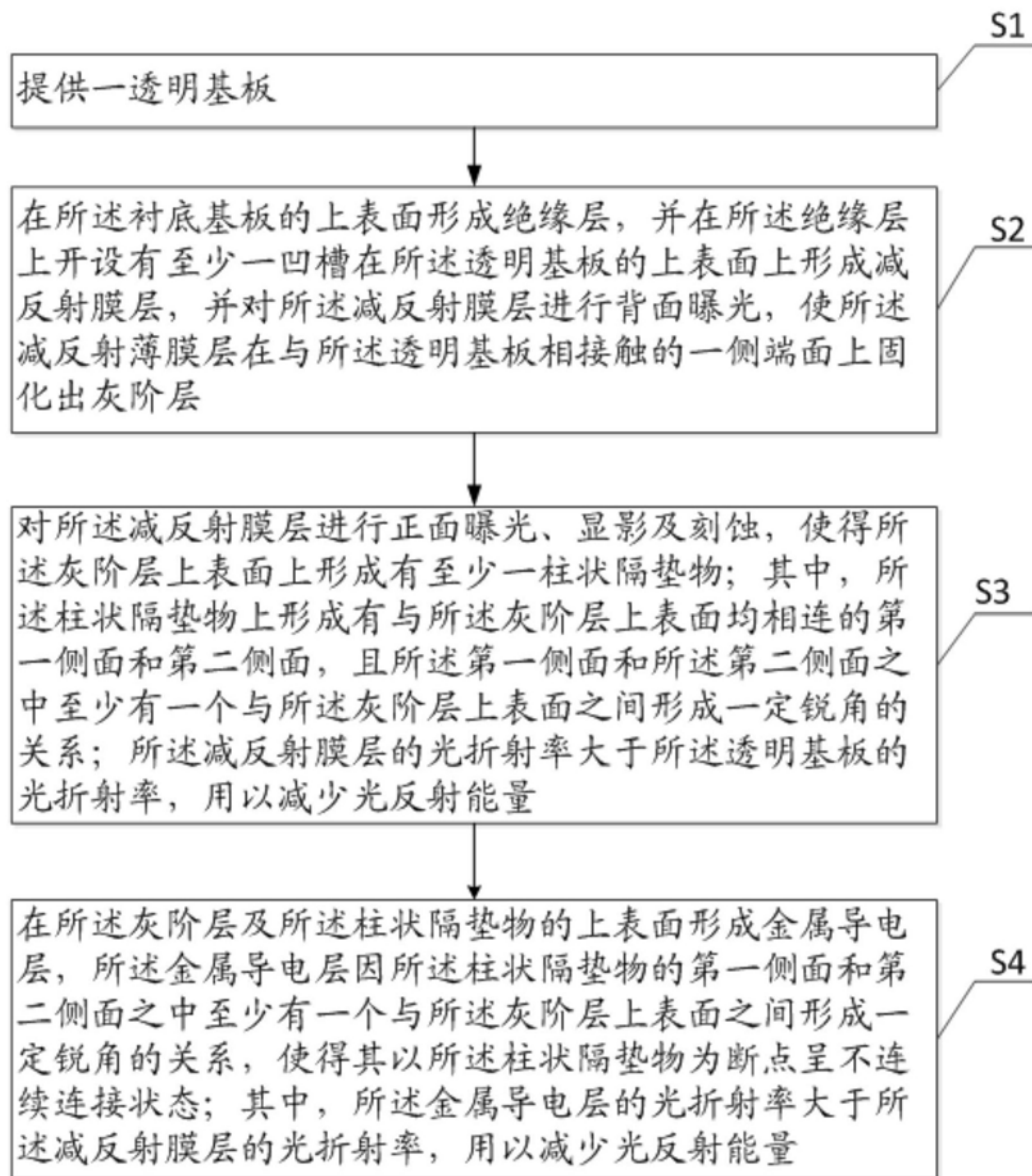 S1
提供一透明基板
在所述衬底基板的上表面形成绝缘层，并在所述绝缘层
S2
上开设有至少一凹槽在所述透明基板的上表面上形成减
反射膜层，并对所述减反射膜层进行背面曝光，使所述
减反射薄膜层在与所述透明基板相接触的一侧端面上固
化出灰阶层
对所述减反射膜层进行正面曝光、显影及刻蚀，使得所
述灰阶层上表面上形成有至少一柱状隔垫物；其中，所
S3
述柱状隔垫物上形成有与所述灰阶层上表面均相连的第
一侧面和第二侧面，且所述第一侧面和所述第二侧面之
中至少有一个与所述灰阶层上表面之间形成一定锐角的
关系；所述减反射膜层的光折射率大于所述透明基板的
光折射率，用以减少光反射能量
在所述灰阶层及所述柱状隔垫物的上表面形成金属导电
层，所述金属导电层因所述柱状隔垫物的第一侧面和第
S4
二侧面之中至少有一个与所述灰阶层上表面之间形成一
定锐角的关系，使得其以所述柱状隔垫物为断点呈不连
续连接状态；其中，所述金属导电层的光折射率大于所
述减反射膜层的光折射率，用以减少光反射能量